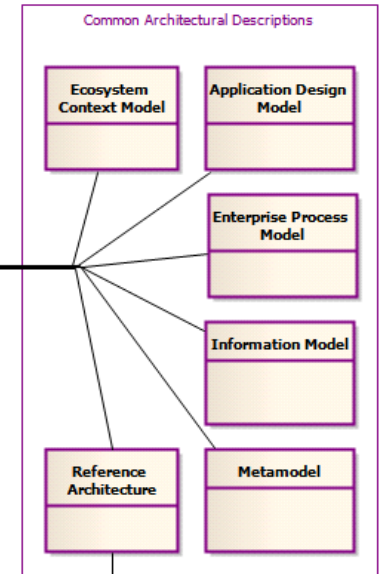 Common Architectural Descriptions
Ecosystem
Context Model
Application Design
Model
Enterprise Process
Model
Information Model
Reference
Architecture
Metamodel